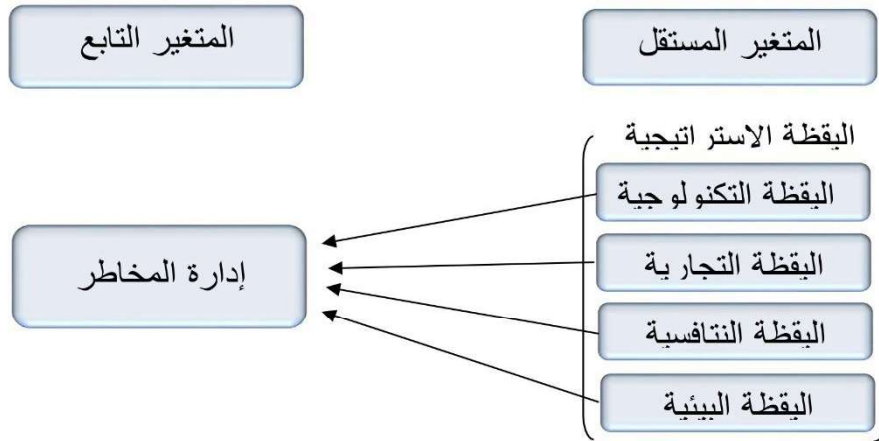 المتغير المستقل
المتغير التابع
اليقظة الاستراتيجية
اليقظة التكنولوجية
اليقظة التجارية
إدارة المخاطر
اليقظة التنافسية
اليقظة البيئية